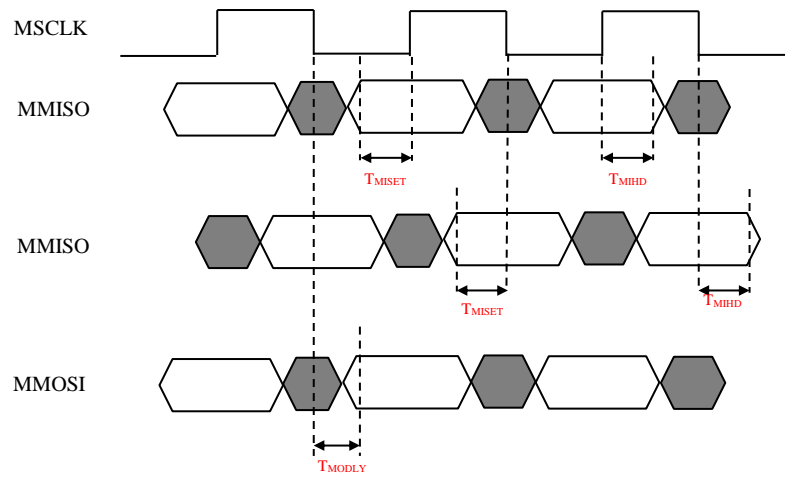 MSCLK
MMISO
TMISET
TMIHD
MMISO
TMISET
TMIHD
MMOSI
TMODLY